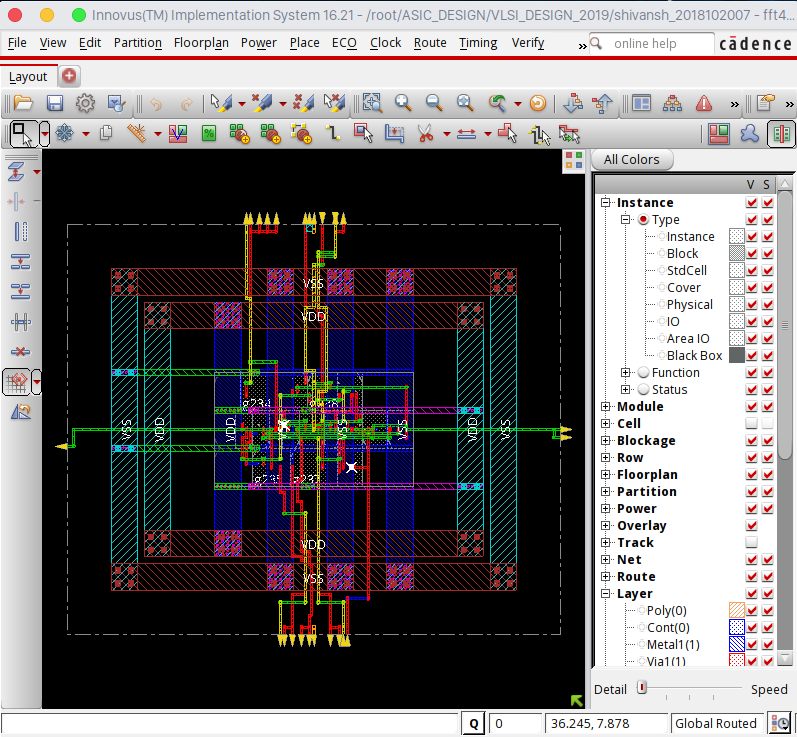 Innovus(TM) Implementation System 16.21 - /root/ASIC_DESIGN/VLSI_DESIGN_2019/shivansh_2018102007 - fft4...
File View Edit Partition Floorplan Power Place ECO Clock Route Timing Verify » online help cādence
Layout
» »
All Colors
V S
Instance
Type
Instance
Block
StdCell
Cover
Physical
IO
Area IO
Black Box
Function
Status
Module
Cell
Blockage
Row
Floorplan
Partition
Power
Overlay
Track
Net
Route
Layer
Poly(0)
Cont(0)
Metal1(1)
Via1(1)
VSS
VDD
g234
VSS VDD VDD VSS VSS VDD VSS
g237
VDD
VSS
Detail Speed
Q 0 36.245, 7.878 Global Routed